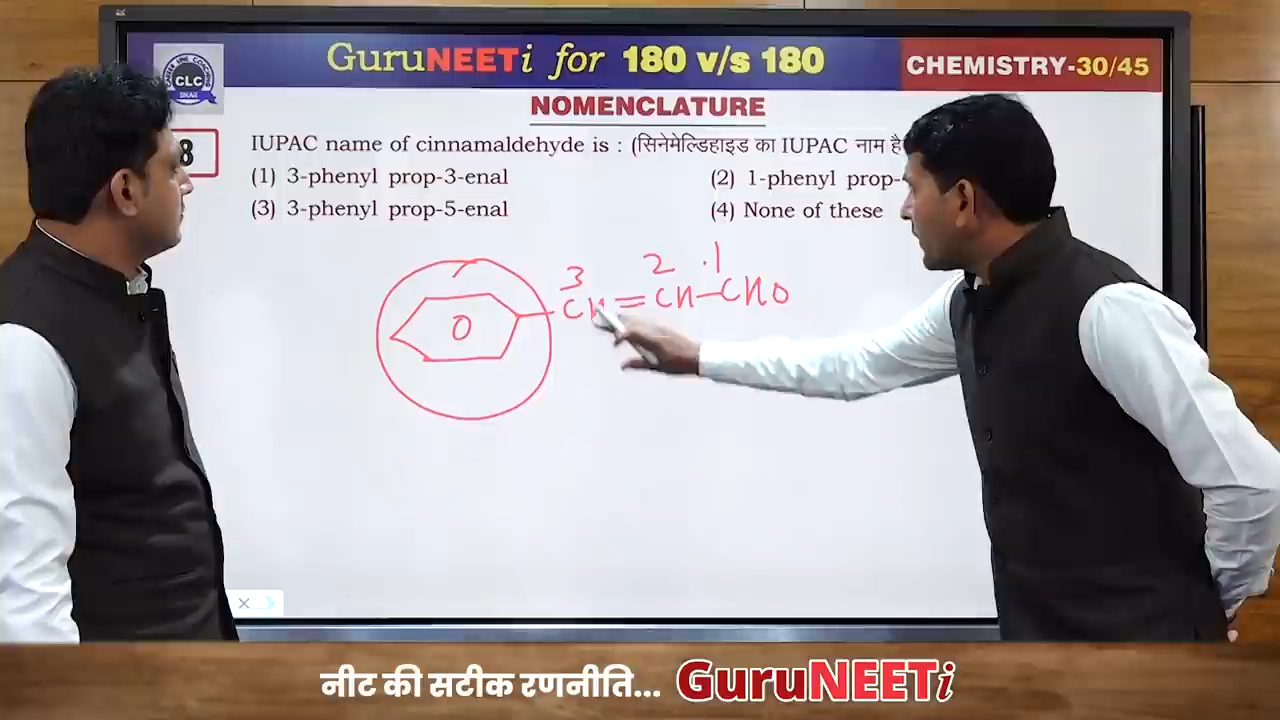 GuruNEETi for 180 v/s 180
CHEMISTRY-30/45
CLC
NOMENCLATURE
8
IUPAC name of cinnamaldehyde is : (सिनेमेल्डिहाइड का IUPAC नाम है
(1) 3-phenyl prop-3-enal
(2) 1-phenyl prop-
(3) 3-phenyl prop-5-enal
(4) None of these
3 2 1
CH=CH-CHO
नीट की सटीक रणनीति... GuruNEETi